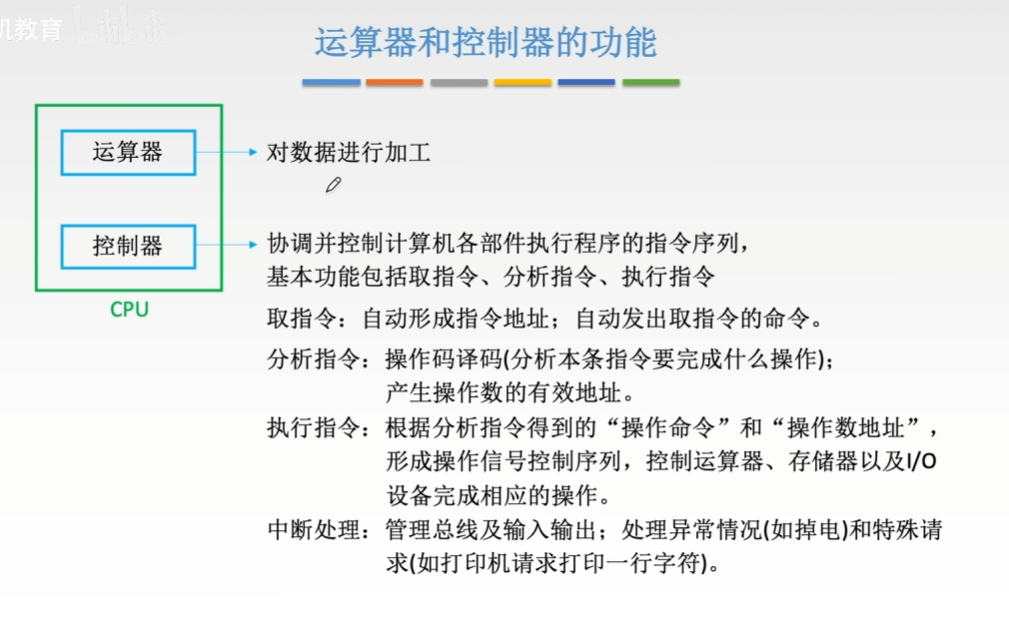 机教育
运算器和控制器的功能
运算器
对数据进行加工
控制器
协调并控制计算机各部件执行程序的指令序列，
基本功能包括取指令、分析指令、执行指令
CPU
取指令：自动形成指令地址；自动发出取指令的命令。
分析指令：操作码译码(分析本条指令要完成什么操作)；
产生操作数的有效地址。
执行指令：根据分析指令得到的“操作命令”和“操作数地址”，
形成操作信号控制序列，控制运算器、存储器以及I/O
设备完成相应的操作。
中断处理：管理总线及输入输出；处理异常情况(如掉电)和特殊请
求(如打印机请求打印一行字符)。